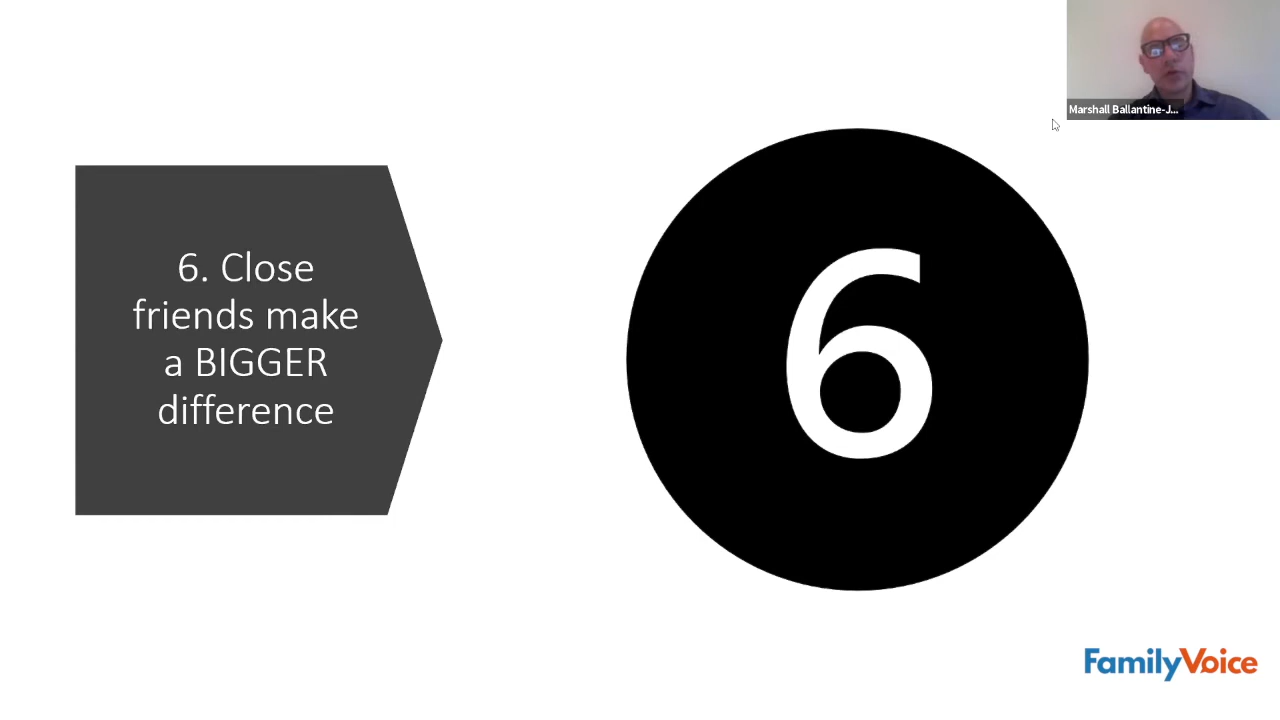 Marshall Ballantine-J...
6. Close
friends make
a BIGGER
difference
6
FamilyVoice